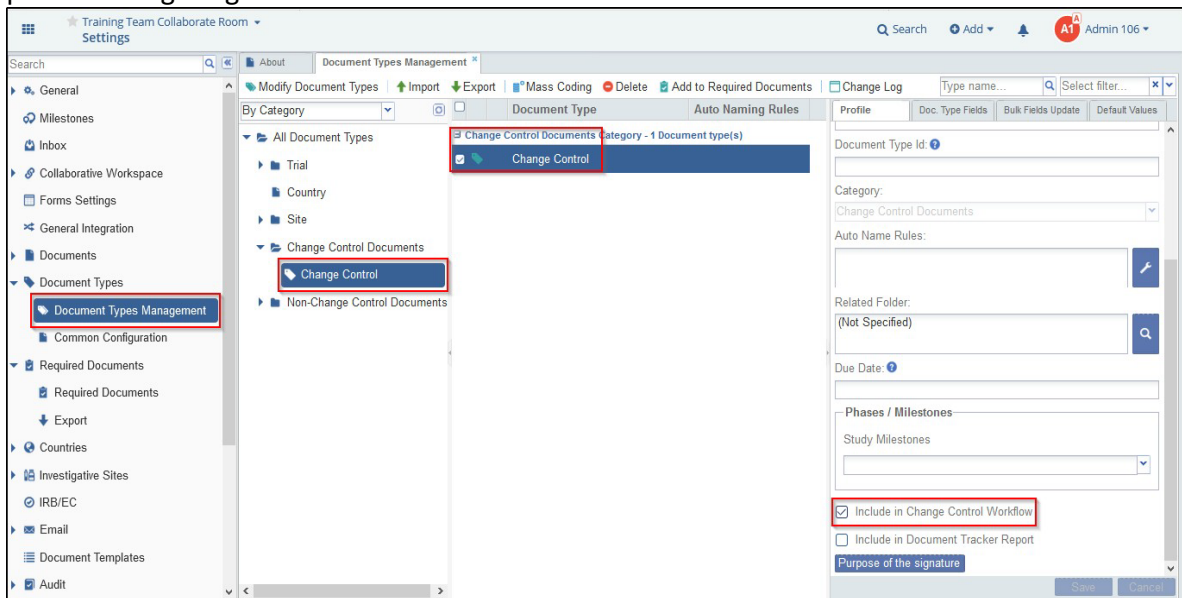 Training Team Collaborate Room
Settings
Search
Add
A1
Admin 106
Search
General
Milestones
Inbox
Collaborative Workspace
Forms Settings
General Integration
Documents
Document Types
Document Types Management
Common Configuration
Required Documents
Required Documents
Export
Countries
Investigative Sites
IRB/EC
Email
Document Templates
Audit
About
Document Types Management
Modify Document Types
Import
Export
Mass Coding
Delete
Add to Required Documents
Change Log
Type name...
Select filter...
By Category
All Document Types
Trial
Country
Site
Change Control Documents
Change Control
Non-Change Control Documents
Document Type
Auto Naming Rules
Change Control Documents Category - 1 Document type(s)
Change Control
Profile
Doc. Type Fields
Bulk Fields Update
Default Values
Document Type Id:
Category:
Change Control Documents
Auto Name Rules:
Related Folder:
(Not Specified)
Due Date:
Phases / Milestones
Study Milestones
Include in Change Control Workflow
Include in Document Tracker Report
Purpose of the signature
Save
Cancel